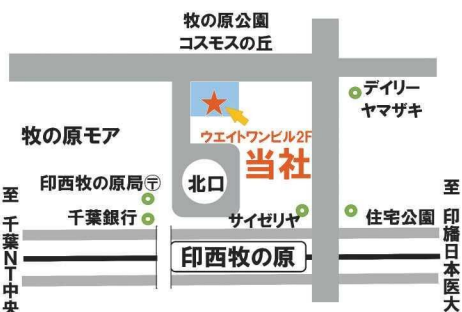 牧の原公園
コスモスの丘
デイリー
ヤマザキ
牧の原モア
ウエイトワンビル2F
当社
印西牧の原局〒
北口
千葉銀行
サイゼリヤ
住宅公園
至 千葉NT中央
印西牧の原
至 印旛日本医大